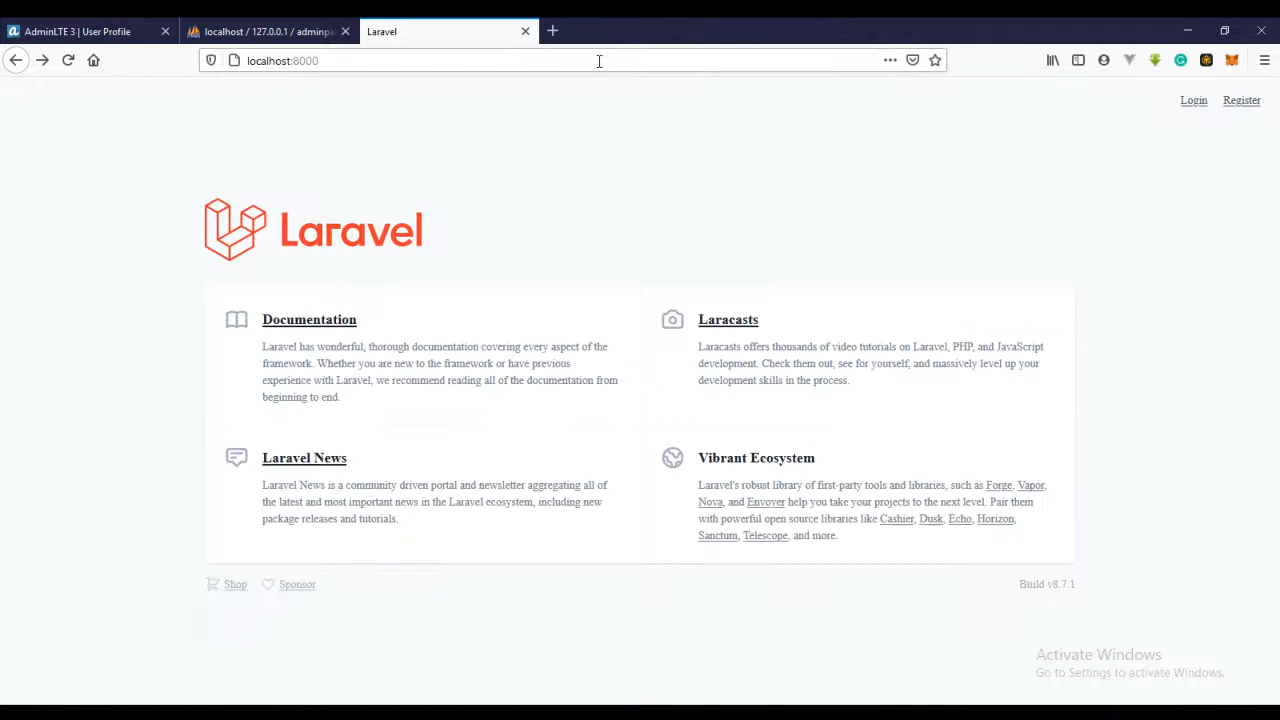 AdminLTE 3 | User Profile
localhost / 127.0.0.1 / adminpa
Laravel
localhost:8000
Login
Register
Laravel
Documentation
Laravel has wonderful, thorough documentation covering every aspect of the
framework. Whether you are new to the framework or have previous
experience with Laravel, we recommend reading all of the documentation from
beginning to end.
Laracasts
Laracasts offers thousands of video tutorials on Laravel, PHP, and JavaScript
development. Check them out, see for yourself, and massively level up your
development skills in the process.
Laravel News
Laravel News is a community driven portal and newsletter aggregating all of
the latest and most important news in the Laravel ecosystem, including new
package releases and tutorials.
Vibrant Ecosystem
Laravel's robust library of first-party tools and libraries, such as Forge, Vapor,
Nova, and Envoyer help you take your projects to the next level. Pair them
with powerful open source libraries like Cashier, Dusk, Echo, Horizon,
Sanctum, Telescope, and more.
Shop
Sponsor
Build v8.7.1
Activate Windows
Go to Settings to activate Windows.